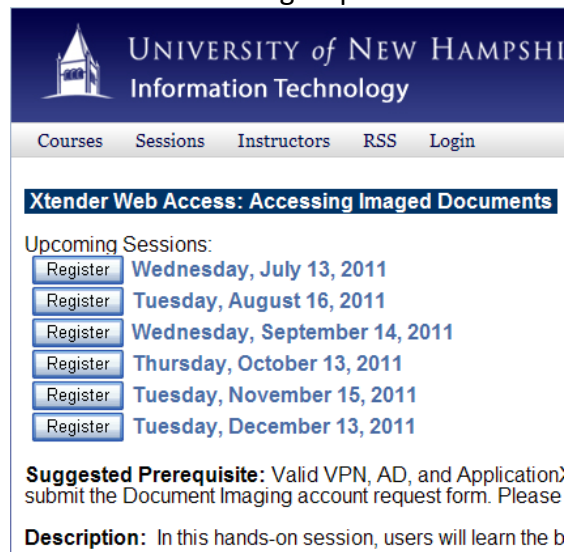 UNIVERSITY of NEW HAMPSHI
Information Technology
Courses Sessions Instructors RSS Login
Xtender Web Access: Accessing Imaged Documents
Upcoming Sessions:
Register Wednesday, July 13, 2011
Register Tuesday, August 16, 2011
Register Wednesday, September 14, 2011
Register Thursday, October 13, 2011
Register Tuesday, November 15, 2011
Register Tuesday, December 13, 2011
Suggested Prerequisite: Valid VPN, AD, and ApplicationX
submit the Document Imaging account request form. Please
Description: In this hands-on session, users will learn the b